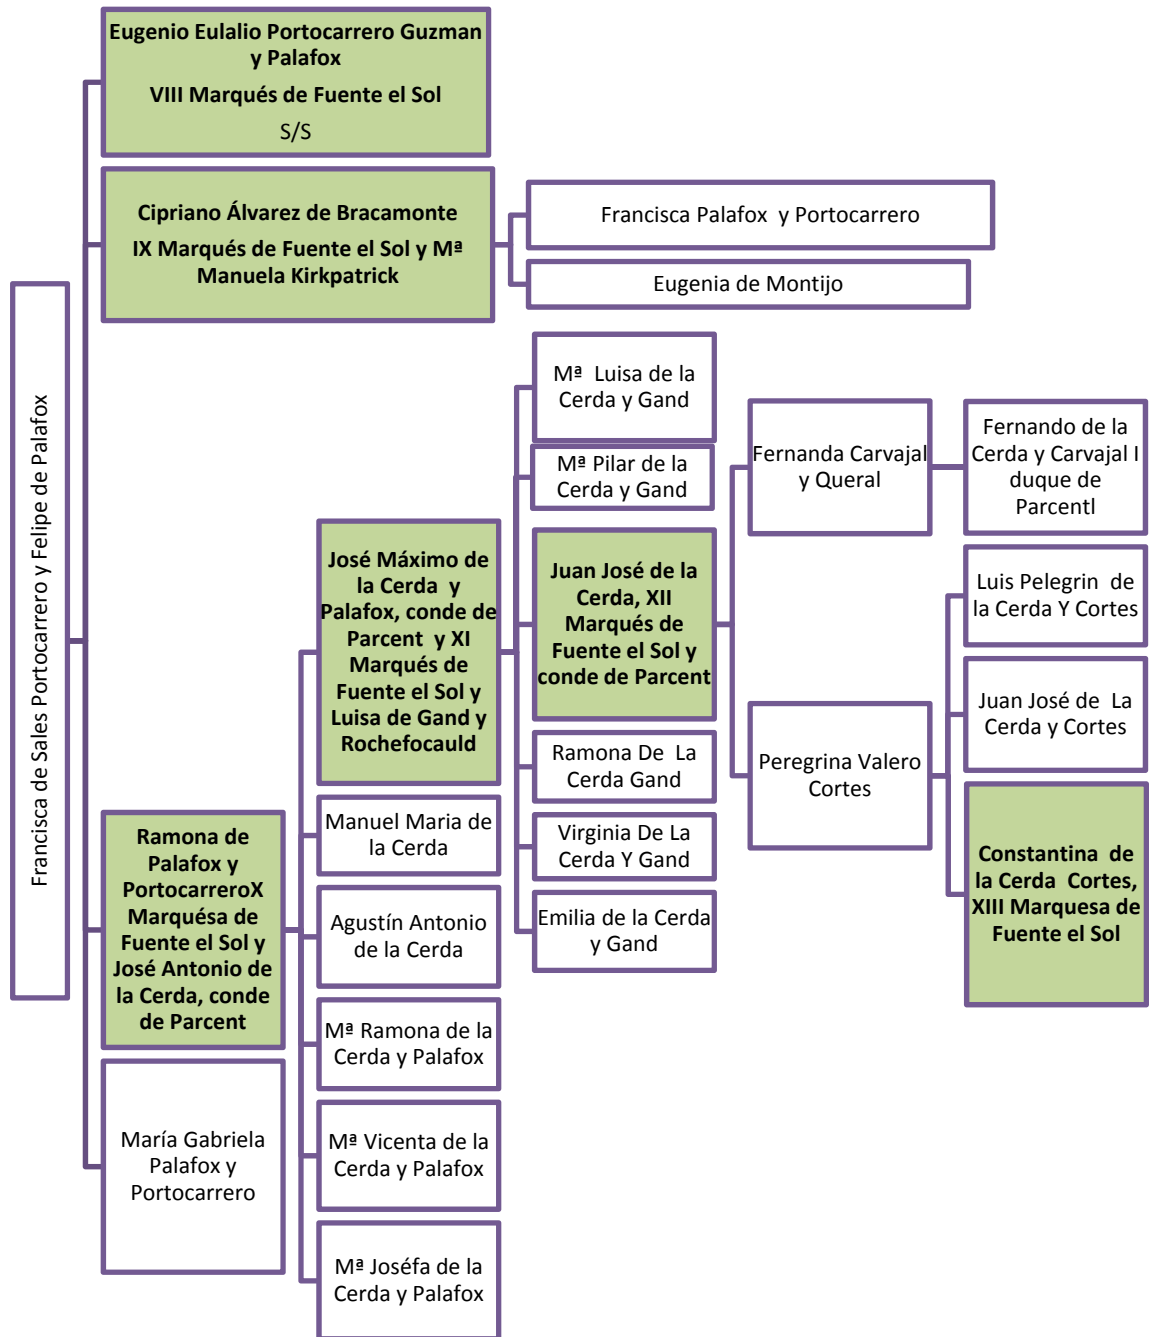 Francisca de Sales Portocarrero y Felipe de Palafox
Eugenio Eulalio Portocarrero Guzman
y Palafox
VIII Marqués de Fuente el Sol
S/S
Cipriano Álvarez de Bracamonte
IX Marqués de Fuente el Sol y Mª
Manuela Kirkpatrick
Francisca Palafox y Portocarrero
Eugenia de Montijo
Ramona de
Palafox y
PortocarreroX
Marquésa de
Fuente el Sol y
José Antonio de
la Cerda, conde
de Parcent
José Máximo de
la Cerda y
Palafox, conde de
Parcent y XI
Marqués de
Fuente el Sol y
Luisa de Gand y
Rochefocauld
Mª Luisa de la
Cerda y Gand
Mª Pilar de la
Cerda y Gand
Juan José de la
Cerda, XII
Marqués de
Fuente el Sol y
conde de Parcent
Fernanda Carvajal
y Queral
Fernando de la
Cerda y Carvajal I
duque de
Parcentl
Peregrina Valero
Cortes
Luis Pelegrin de
la Cerda Y Cortes
Juan José de La
Cerda y Cortes
Constantina de
la Cerda Cortes,
XIII Marquesa de
Fuente el Sol
Ramona De La
Cerda Gand
Virginia De La
Cerda Y Gand
Emilia de la Cerda
y Gand
Manuel Maria de
la Cerda
Agustín Antonio
de la Cerda
Mª Ramona de la
Cerda y Palafox
Mª Vicenta de la
Cerda y Palafox
Mª Joséfa de la
Cerda y Palafox
María Gabriela
Palafox y
Portocarrero